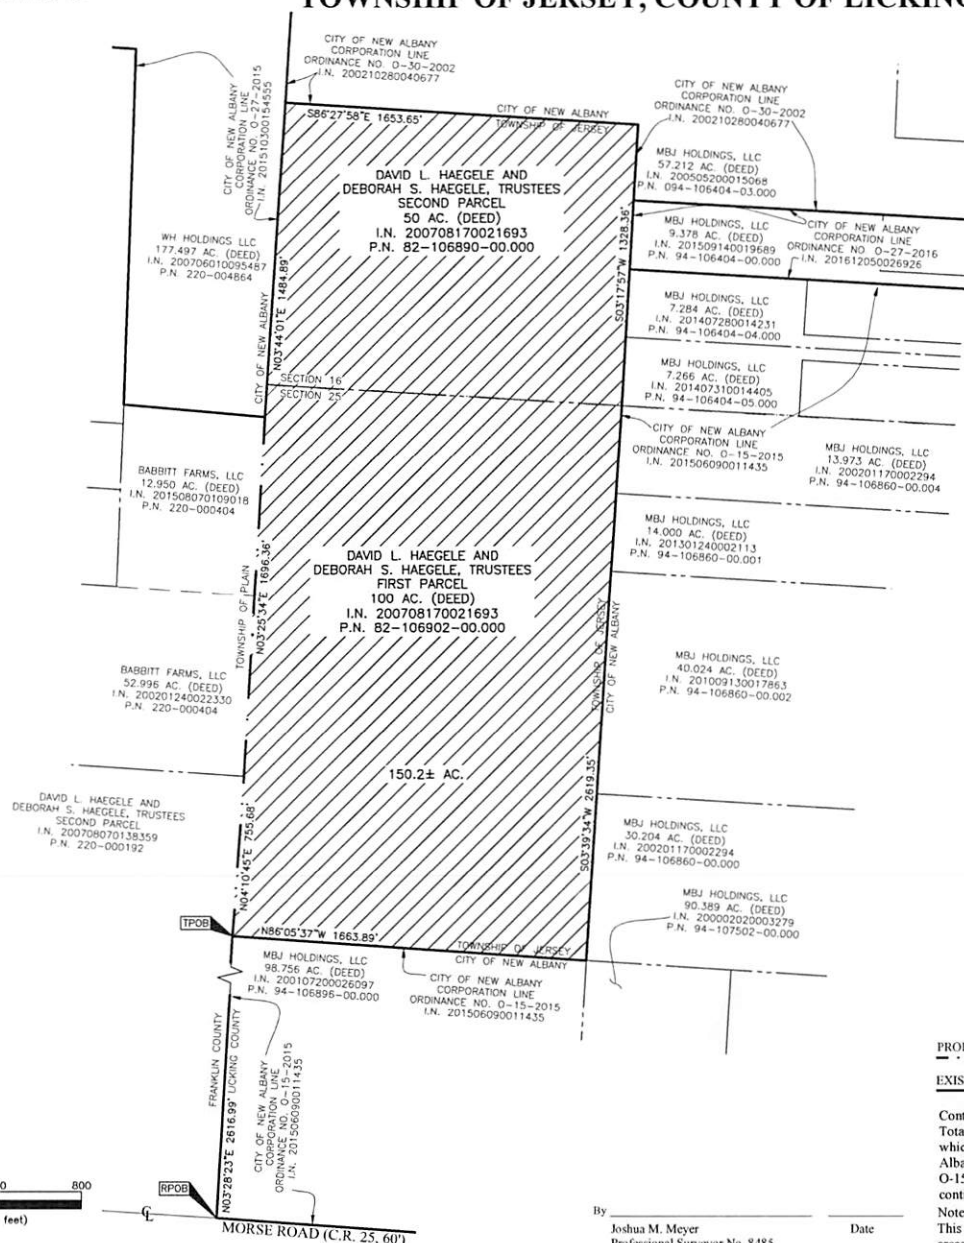 TOWNSHIP OF JERSEY, COUNTY OF LICKING
CITY OF NEW ALBANY
CORPORATION LINE
ORDINANCE NO. O-30-2002
I.N. 200210280040677
CITY OF NEW ALBANY
CORPORATION LINE
ORDINANCE NO. O-27-2015
I.N. 201510300154555
S86°27'58"E 1653.65'
CITY OF NEW ALBANY
TOWNSHIP OF JERSEY
CITY OF NEW ALBANY
CORPORATION LINE
ORDINANCE NO. O-30-2002
I.N. 200210280040677
MBJ HOLDINGS, LLC
57.212 AC. (DEED)
I.N. 200505200015068
P.N. 094-106404-03.000
DAVID L. HAEGELE AND
DEBORAH S. HAEGELE, TRUSTEES
SECOND PARCEL
50 AC. (DEED)
I.N. 200708170021693
P.N. 82-106890-00.000
WH HOLDINGS LLC
177.497 AC. (DEED)
I.N. 200706010095487
P.N. 220-004864
MBJ HOLDINGS, LLC
9.378 AC. (DEED)
I.N. 201509140019689
P.N. 94-106404-00.000
CITY OF NEW ALBANY
CORPORATION LINE
ORDINANCE NO O-27-2016
I.N. 201612050026926
S03°17'57"W 1328.36'
N03°44'01"E 1484.89'
CITY OF NEW ALBANY
MBJ HOLDINGS, LLC
7.284 AC. (DEED)
I.N. 201407280014231
P.N. 94-106404-04.000
SECTION 16
SECTION 25
MBJ HOLDINGS, LLC
7.266 AC. (DEED)
I.N. 201407310014405
P.N. 94-106404-05.000
CITY OF NEW ALBANY
CORPORATION LINE
ORDINANCE NO. O-15-2015
I.N. 201506090011435
MBJ HOLDINGS, LLC
13.973 AC. (DEED)
I.N. 200201170002294
P.N. 94-106860-00.004
BABBITT FARMS, LLC
12.950 AC. (DEED)
I.N. 201508070109018
P.N. 220-000404
MBJ HOLDINGS, LLC
14.000 AC. (DEED)
I.N. 201301240002113
P.N. 94-106860-00.001
DAVID L. HAEGELE AND
DEBORAH S. HAEGELE, TRUSTEES
FIRST PARCEL
100 AC. (DEED)
I.N. 200708170021693
P.N. 82-106902-00.000
TOWNSHIP OF PLAIN
N03°25'34"E 1696.36'
TOWNSHIP OF JERSEY
CITY OF NEW ALBANY
BABBITT FARMS, LLC
52.996 AC. (DEED)
I.N. 200201240022330
P.N. 220-000404
MBJ HOLDINGS, LLC
40.024 AC. (DEED)
I.N. 201009130017863
P.N. 94-106860-00.002
150.2± AC.
S03°39'34"W 2619.35'
DAVID L. HAEGELE AND
DEBORAH S. HAEGELE, TRUSTEES
SECOND PARCEL
I.N. 200708070138359
P.N. 220-000192
N04°10'45"E 755.68'
MBJ HOLDINGS, LLC
30.204 AC. (DEED)
I.N. 200201170002294
P.N. 94-106860-00.000
MBJ HOLDINGS, LLC
90.389 AC. (DEED)
I.N. 200002020003279
P.N. 94-107502-00.000
TPOB
N86°05'37"W 1663.89'
TOWNSHIP OF JERSEY
CITY OF NEW ALBANY
MBJ HOLDINGS, LLC
98.756 AC. (DEED)
I.N. 200107200026097
P.N. 94-106896-00.000
CITY OF NEW ALBANY
CORPORATION LINE
ORDINANCE NO. O-15-2015
I.N. 201506090011435
FRANKLIN COUNTY
LICKING COUNTY
N03°28'23"E 2616.99'
CITY OF NEW ALBANY
CORPORATION LINE
ORDINANCE NO. O-15-2015
I.N. 201506090011435
RPOB
MORSE ROAD (C.R. 25, 60')
0 800
feet)
PRO
EXIS
Cont
Tota
whic
Alba
O-15
conti
Note
This
By
Joshua M. Meyer Date
Professional Surveyor No. 8485